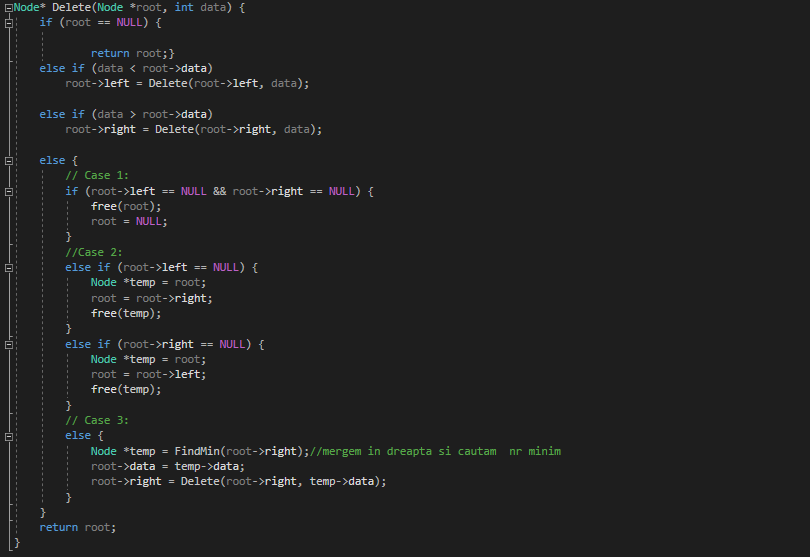 Node* Delete(Node *root, int data) {
if (root == NULL) {
return root;}
else if (data < root->data)
root->left = Delete(root->left, data);
else if (data > root->data)
root->right = Delete(root->right, data);
else {
// Case 1:
if (root->left == NULL && root->right == NULL) {
free(root);
root = NULL;
}
//Case 2:
else if (root->left == NULL) {
Node *temp = root;
root = root->right;
free(temp);
}
else if (root->right == NULL) {
Node *temp = root;
root = root->left;
free(temp);
}
// Case 3:
else {
Node *temp = FindMin(root->right);//mergem in dreapta si cautam  nr minim
root->data = temp->data;
root->right = Delete(root->right, temp->data);
}
}
return root;
}